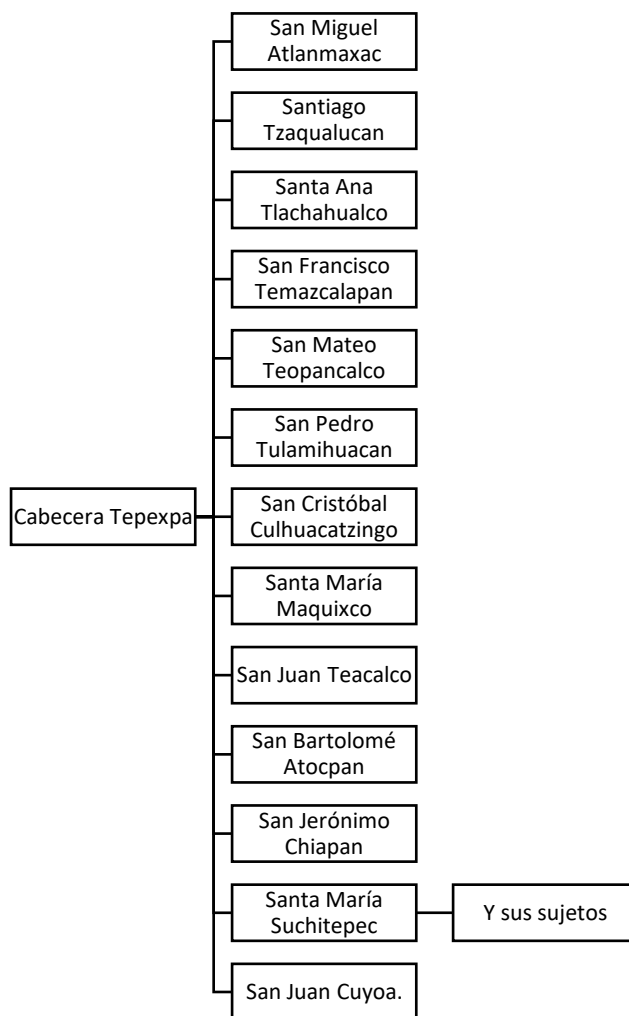 San Miguel
Atlanmaxac
Santiago
Tzaqualucan
Santa Ana
Tlachahualco
San Francisco
Temazcalapan
San Mateo
Teopancalco
San Pedro
Tulamihuacan
Cabecera Tepexpa
San Cristóbal
Culhuacatzingo
Santa María
Maquixco
San Juan Teacalco
San Bartolomé
Atocpan
San Jerónimo
Chiapan
Santa María
Suchitepec
Y sus sujetos
San Juan Cuyoa.